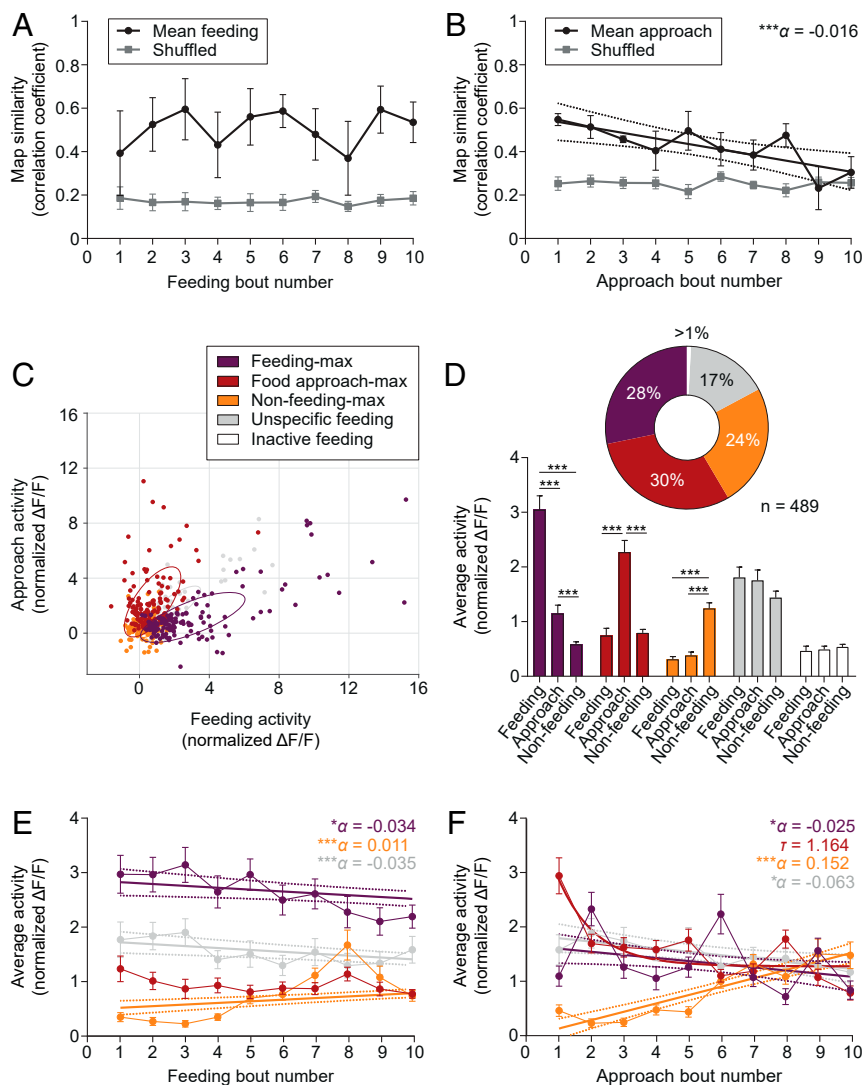 A
Mean feeding
Shuffled
Map similarity
(correlation coefficient)
1
0.8
0.6
0.4
0.2
0
0 1 2 3 4 5 6 7 8 9 10
Feeding bout number
B
Mean approach
Shuffled
***α = -0.016
Map similarity
(correlation coefficient)
1
0.8
0.6
0.4
0.2
0
0 1 2 3 4 5 6 7 8 9 10
Approach bout number
C
Feeding-max
Food approach-max
Non-feeding-max
Unspecific feeding
Inactive feeding
Approach activity
(normalized ΔF/F)
16
12
8
4
0
0 4 8 12 16
Feeding activity
(normalized ΔF/F)
D
>1%
17%
28%
24%
30%
n = 489
Average activity
(normalized ΔF/F)
4
3
2
1
0
***
***
***
*** ***
***
***
Feeding
Approach
Non-feeding
Feeding
Approach
Non-feeding
Feeding
Approach
Non-feeding
Feeding
Approach
Non-feeding
Feeding
Approach
Non-feeding
E
*α = -0.034
***α = 0.011
***α = -0.035
Average activity
(normalized ΔF/F)
4
3
2
1
0
0 1 2 3 4 5 6 7 8 9 10
Feeding bout number
F
*α = -0.025
τ = 1.164
***α = 0.152
*α = -0.063
Average activity
(normalized ΔF/F)
4
3
2
1
0
0 1 2 3 4 5 6 7 8 9 10
Approach bout number